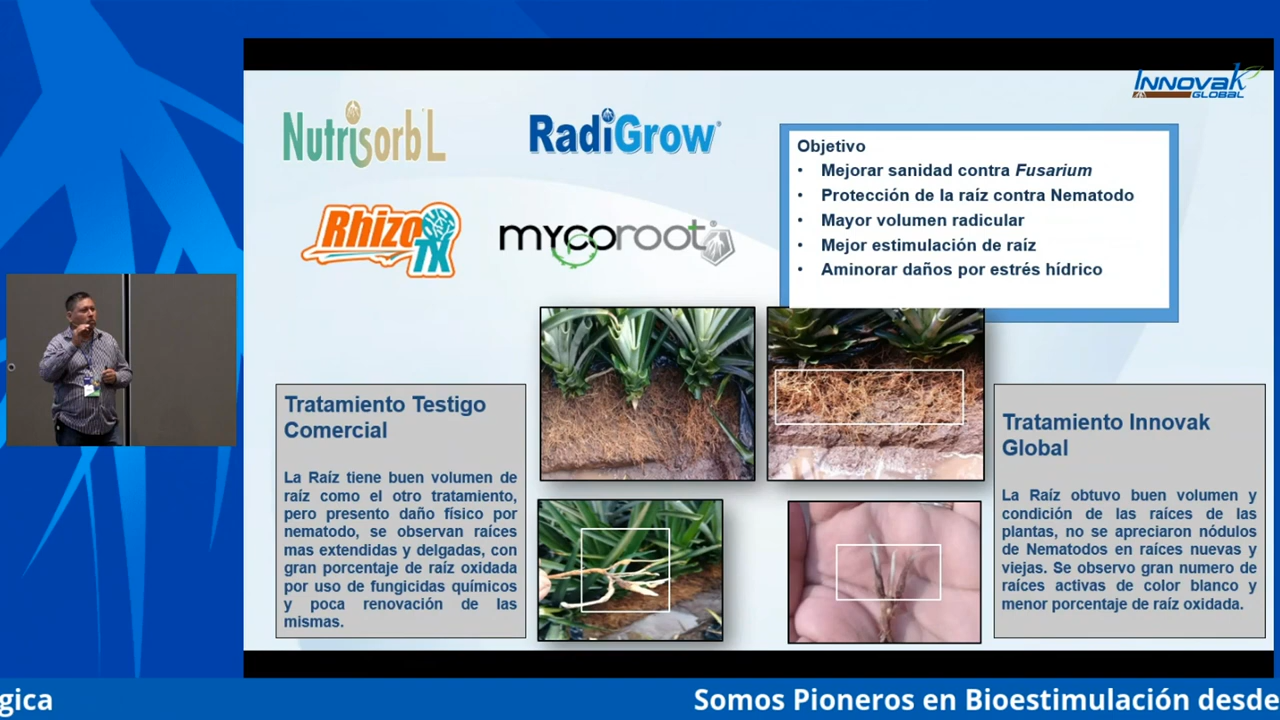 INNOVAK
GLOBAL
Nutrisorb L
RadiGrow®
Rhizo
TX
mycoroot®
Objetivo
• Mejorar sanidad contra Fusarium
• Protección de la raíz contra Nematodo
• Mayor volumen radicular
• Mejor estimulación de raíz
• Aminorar daños por estrés hídrico
Tratamiento Testigo
Comercial
La Raíz tiene buen volumen de
raíz como el otro tratamiento,
pero presento daño físico por
nematodo, se observan raíces
mas extendidas y delgadas, con
gran porcentaje de raíz oxidada
por uso de fungicidas químicos
y poca renovación de las
mismas.
Tratamiento Innovak
Global
La Raíz obtuvo buen volumen y
condición de las raíces de las
plantas, no se apreciaron nódulos
de Nematodos en raíces nuevas y
viejas. Se observo gran numero de
raíces activas de color blanco y
menor porcentaje de raíz oxidada.
gica
Somos Pioneros en Bioestimulación desde